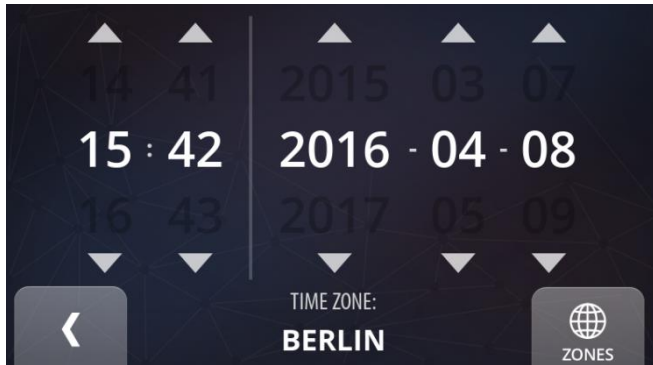 14 41 2015 03 07
15 : 42 2016 - 04 - 08
16 43 2017 05 09
TIME ZONE:
BERLIN
ZONES